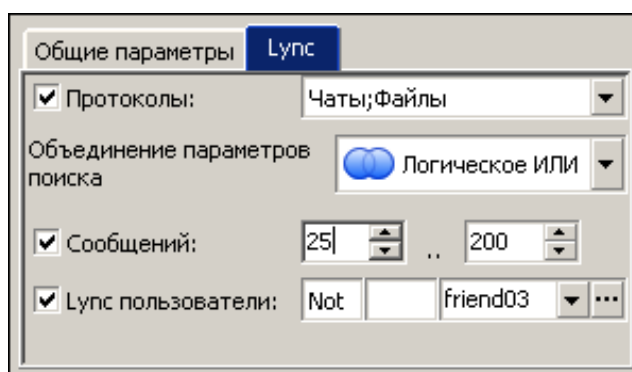 Общие параметры Lync
Протоколы: Чаты;Файлы
Объединение параметров
поиска
Логическое ИЛИ
Сообщений: 25 .. 200
Lync пользователи: Not friend03 ...